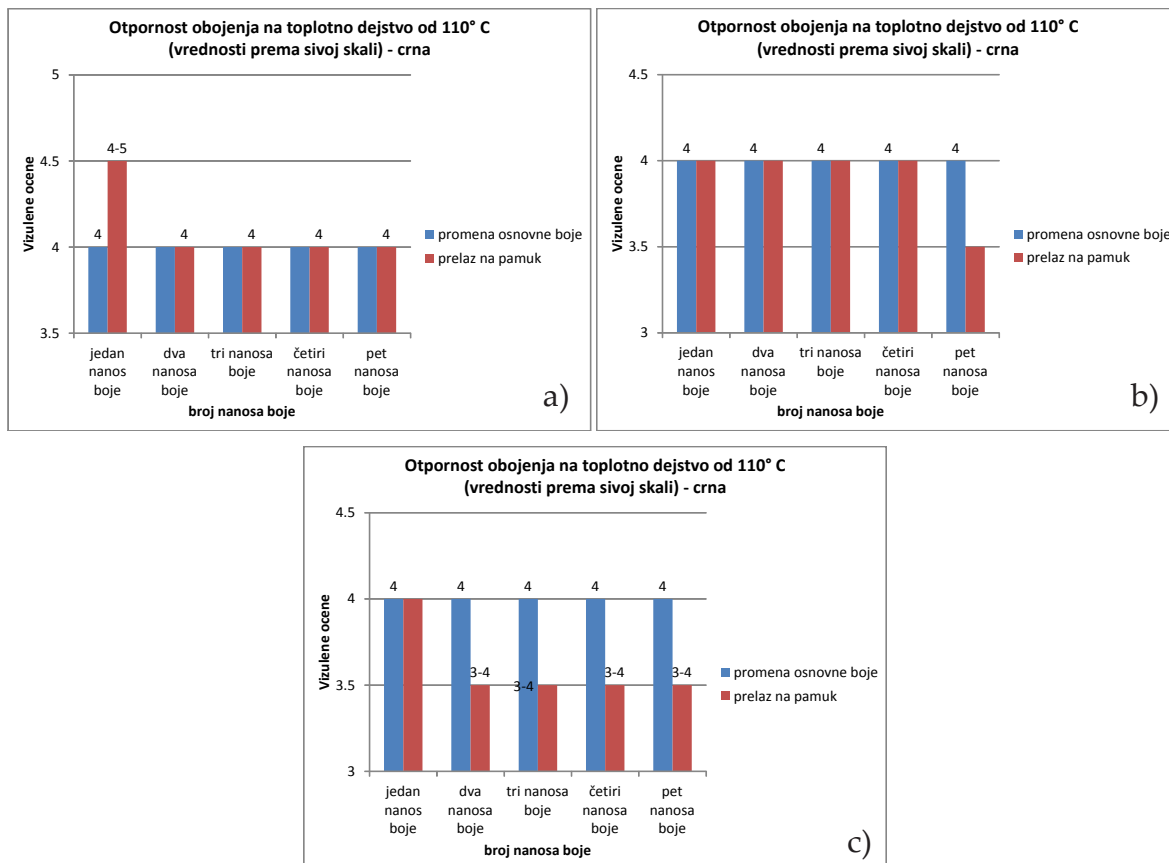 Otpornost obojenja na toplotno dejstvo od 110° C
(vrednosti prema sivoj skali) - crna
5
4.5
4
3.5
Vizulene ocene
4
4-5
4
4
4
4
promena osnovne boje
prelaz na pamuk
jedan nanos boje
dva nanosa boje
tri nanosa boje
četiri nanosa boje
pet nanosa boje
broj nanosa boje
a)
Otpornost obojenja na toplotno dejstvo od 110° C
(vrednosti prema sivoj skali) - crna
4.5
4
3.5
3
Vizulene ocene
4
4
4
4
4
promena osnovne boje
prelaz na pamuk
jedan nanos boje
dva nanosa boje
tri nanosa boje
četiri nanosa boje
pet nanosa boje
broj nanosa boje
b)
Otpornost obojenja na toplotno dejstvo od 110° C
(vrednosti prema sivoj skali) - crna
4.5
4
3.5
3
Vizulene ocene
4
4
4
4
4
3-4
3-4
3-4
3-4
promena osnovne boje
prelaz na pamuk
jedan nanos boje
dva nanosa boje
tri nanosa boje
četiri nanosa boje
pet nanosa boje
broj nanosa boje
c)